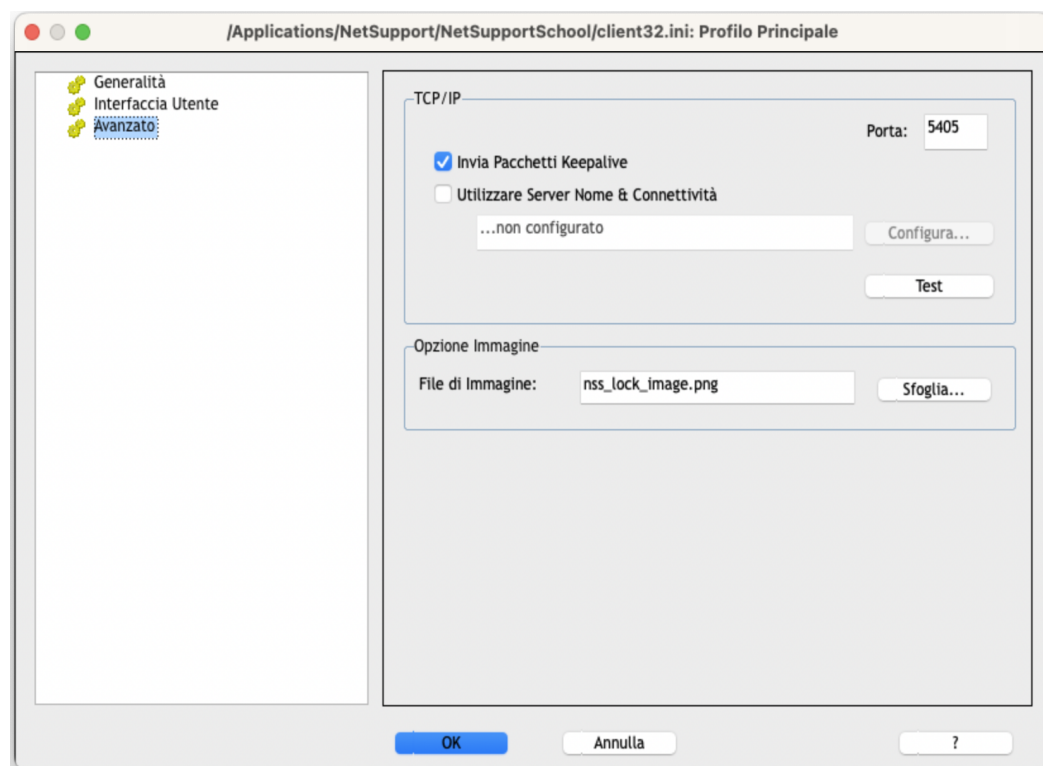 /Applications/NetSupport/NetSupportSchool/client32.ini: Profilo Principale
Generalità
Interfaccia Utente
Avanzato
TCP/IP
Porta: 5405
Invia Pacchetti Keepalive
Utilizzare Server Nome & Connettività
...non configurato
Configura...
Test
Opzione Immagine
File di Immagine: nss_lock_image.png Sfoglia...
OK Annulla ?